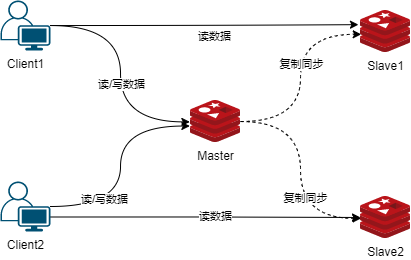 读数据
Client1
复制同步
Slave1
读/写数据
Master
读/写数据
复制同步
读数据
Client2
Slave2